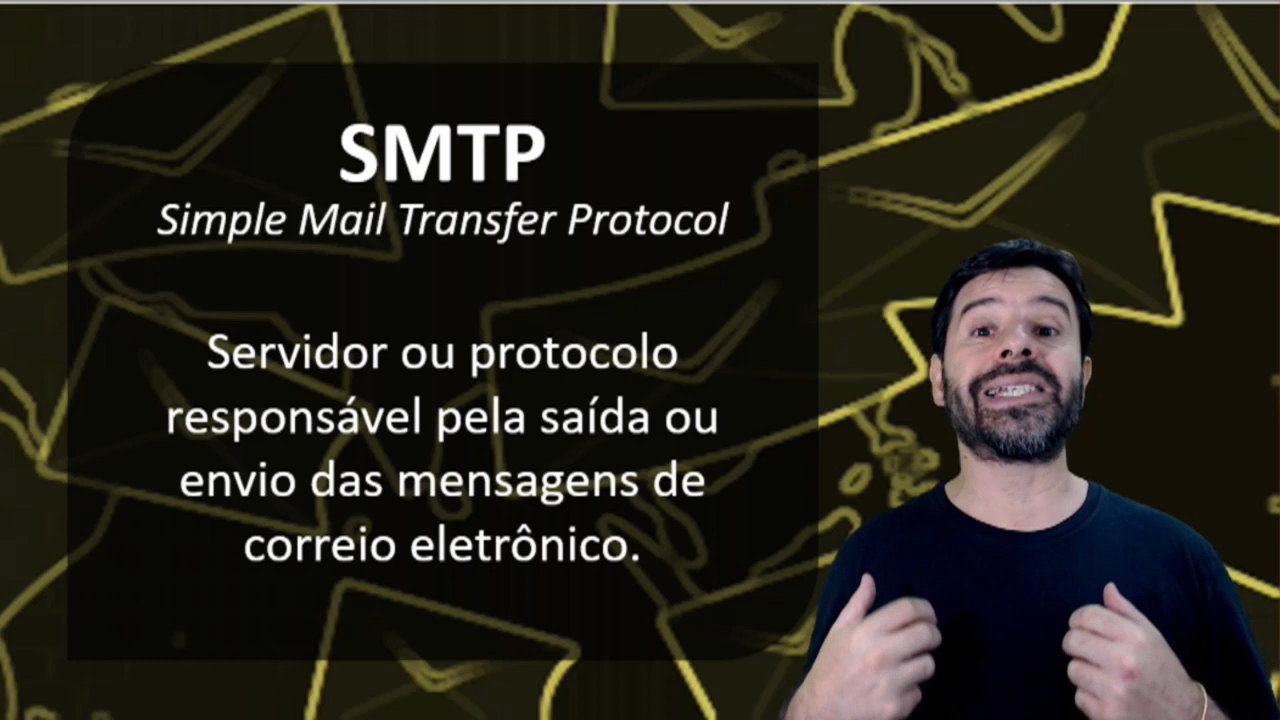 SMTP
Simple Mail Transfer Protocol
Servidor ou protocolo
responsável pela saída ou
envio das mensagens de
correio eletrônico.